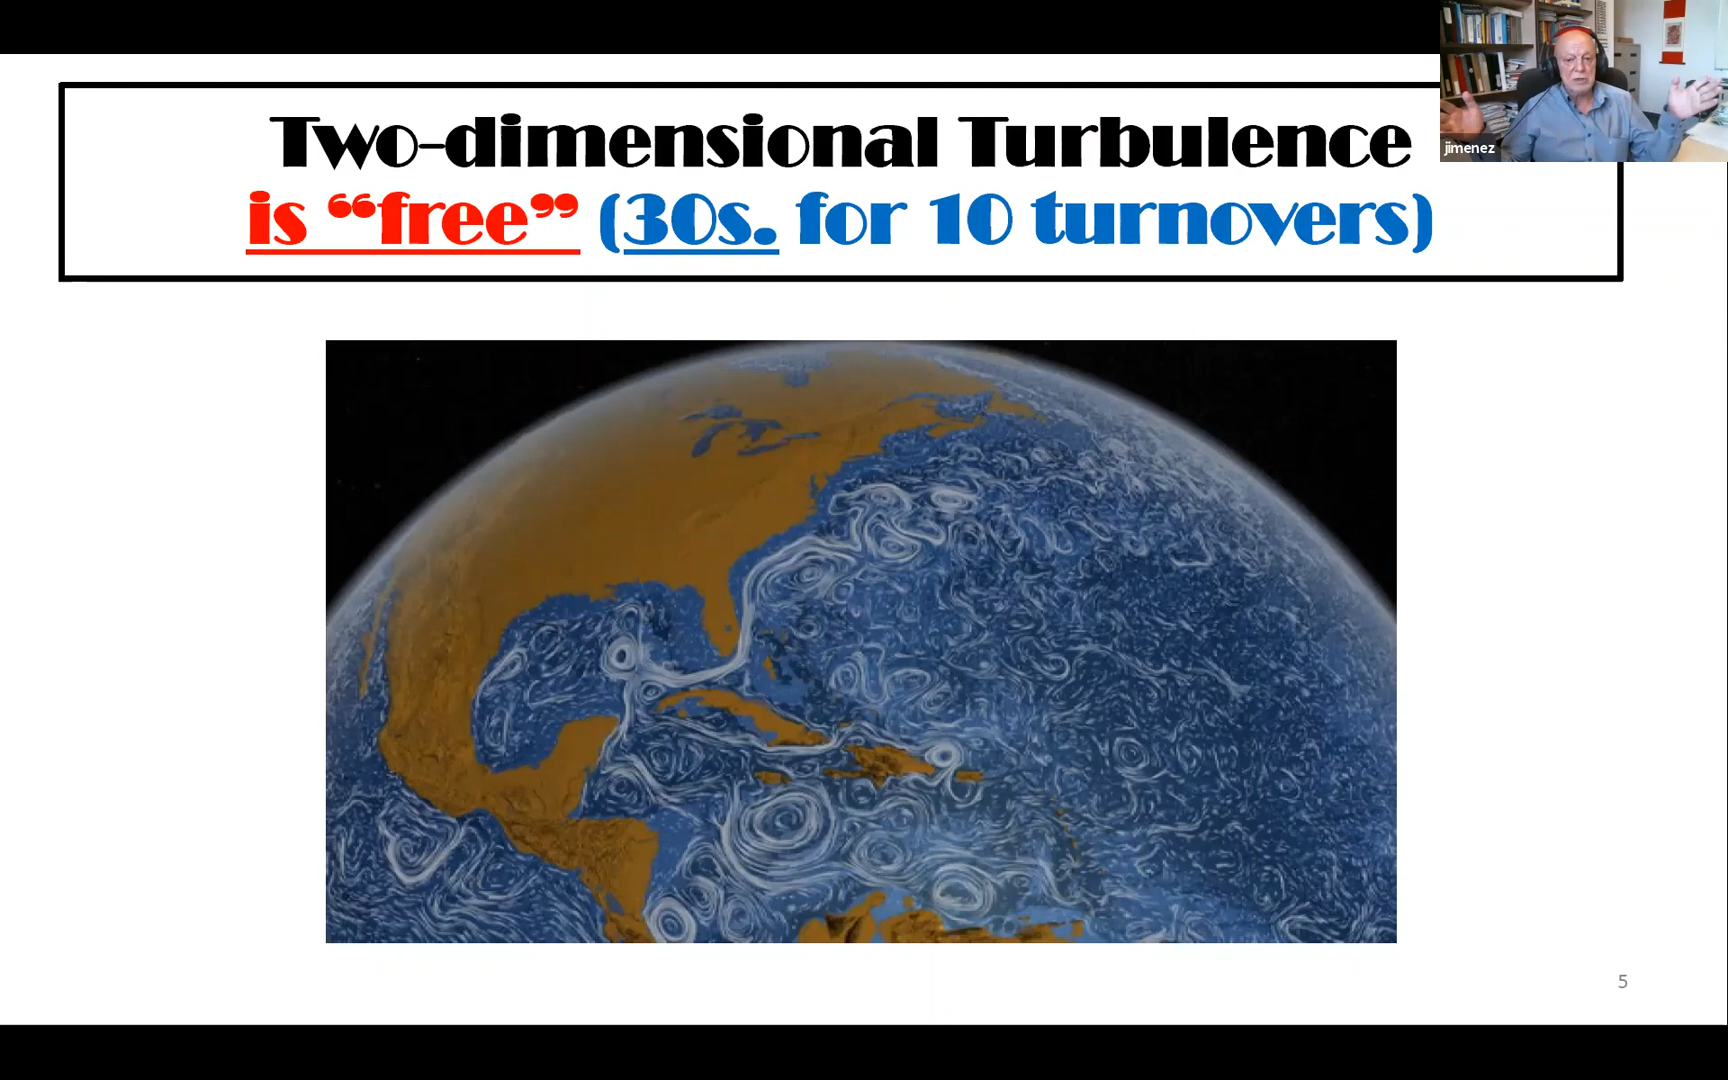 Two-dimensional Turbulence
is “free” (30s. for 10 turnovers)
jimenez
5